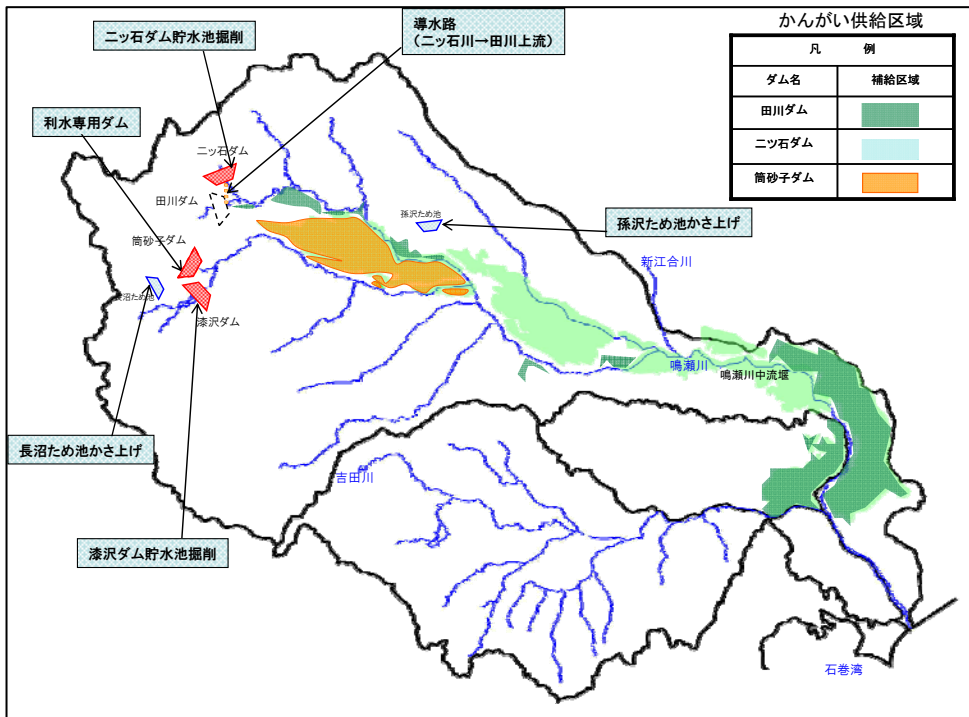 かんがい供給区域
凡　例
ダム名 補給区域
田川ダム
二ッ石ダム
筒砂子ダム
二ッ石ダム貯水池掘削
導水路
（二ッ石川→田川上流）
利水専用ダム
二ッ石ダム
田川ダム
筒砂子ダム
長沼ため池
漆沢ダム
孫沢ため池
孫沢ため池かさ上げ
新江合川
鳴瀬川
鳴瀬川中流堰
長沼ため池かさ上げ
吉田川
漆沢ダム貯水池掘削
石巻湾